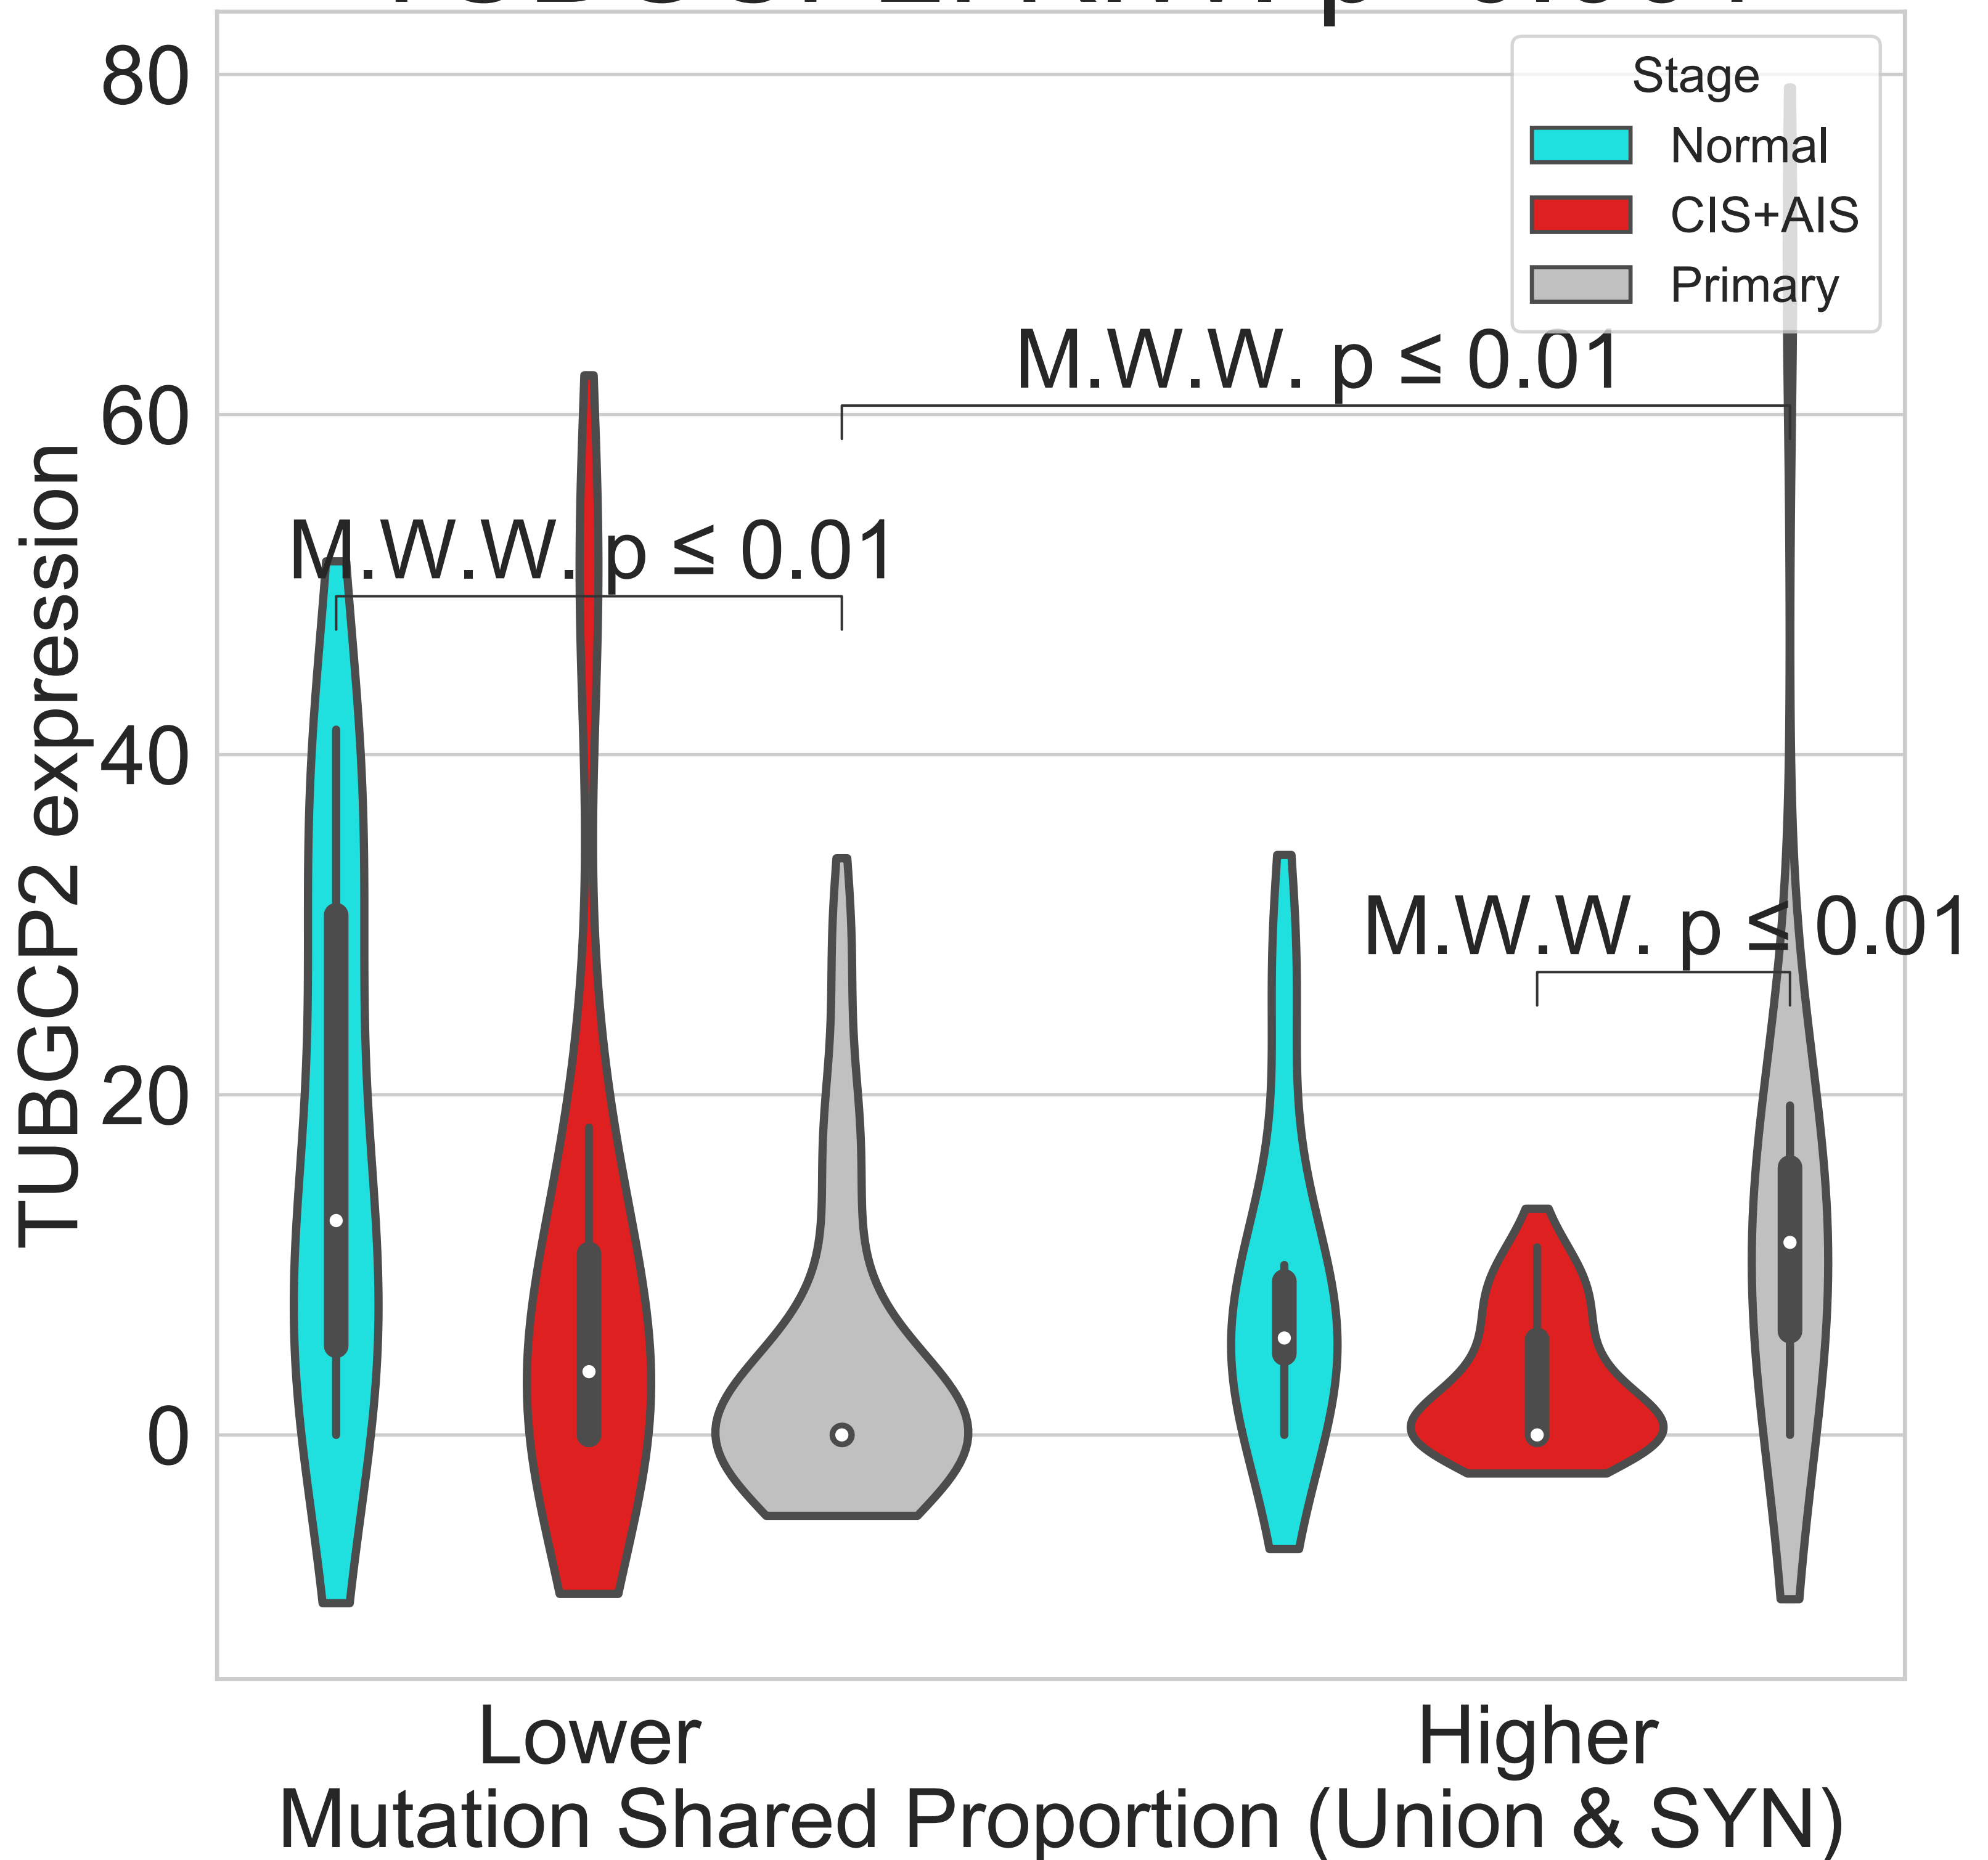 80
60
40
20
0
TUBGCP2 expression
Stage
Normal
CIS+AIS
Primary
M.W.W. p ≤ 0.01
M.W.W. p ≤ 0.01
M.W.W. p ≤ 0.01
Lower
Higher
Mutation Shared Proportion (Union & SYN)